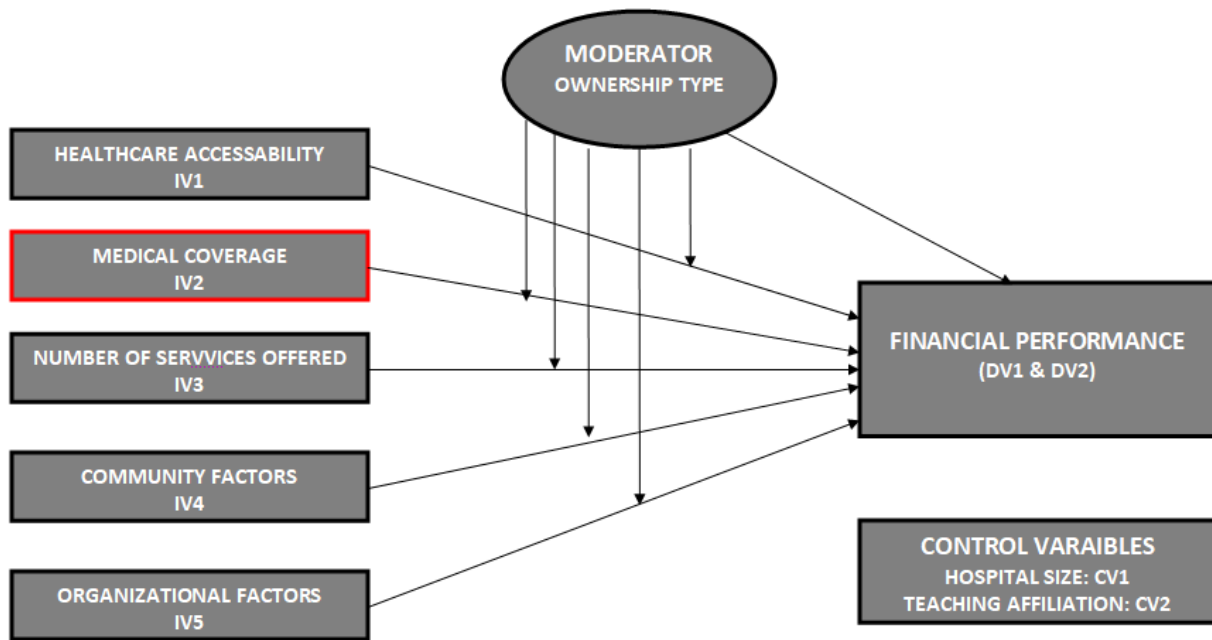 MODERATOR
OWNERSHIP TYPE
HEALTHCARE ACCESSABILITY
IV1
MEDICAL COVERAGE
IV2
NUMBER OF SERVVICES OFFERED
IV3
COMMUNITY FACTORS
IV4
ORGANIZATIONAL FACTORS
IV5
FINANCIAL PERFORMANCE
(DV1 & DV2)
CONTROL VARAIBLES
HOSPITAL SIZE: CV1
TEACHING AFFILIATION: CV2